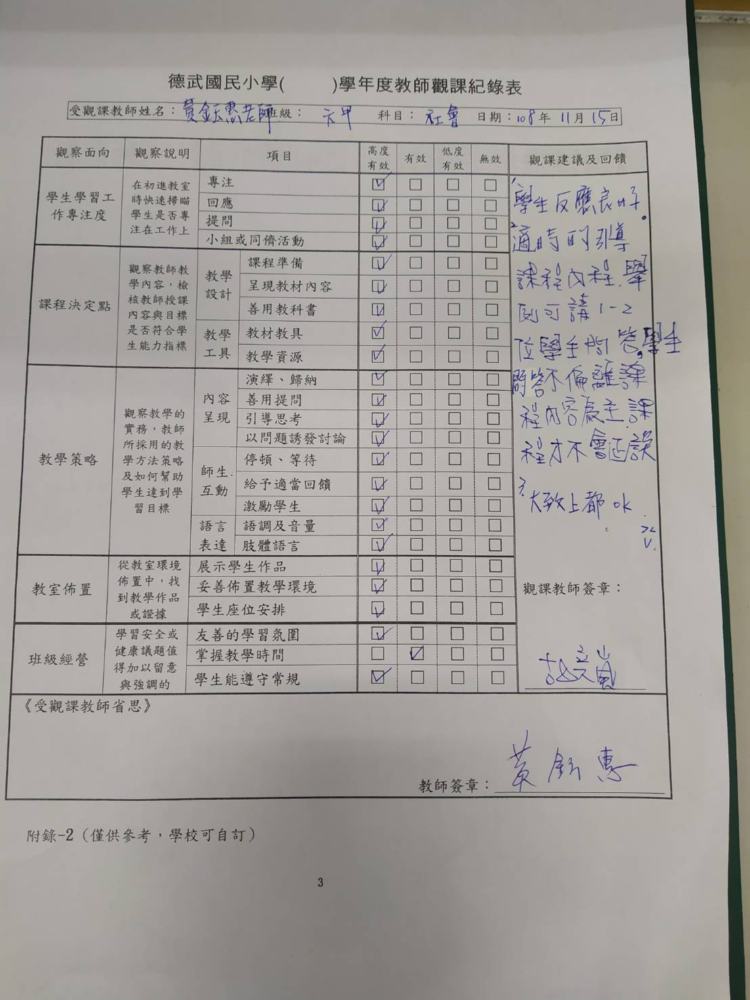 德武國民小學(　　　)學年度教師觀課紀錄表
受觀課教師姓名：黃鈺惠老師 班級：六甲 科目：社會 日期：108年 11月 15日
觀察面向 觀察說明 項目 高度有效 有效 低度有效 無效 觀課建議及回饋
學生學習工作專注度
在初進教室
時快速掃瞄
學生是否專
注在工作上
專注 ☑ □ □ □
回應 ☑ □ □ □
提問 ☑ □ □ □
小組或同儕活動 ☑ □ □ □
課程決定點
觀察教師教
學內容，檢
核教師授課
內容與目標
是否符合學
生能力指標
教學設計
課程準備 ☑ □ □ □
呈現教材內容 ☑ □ □ □
善用教科書 ☑ □ □ □
教學工具
教材教具 ☑ □ □ □
教學資源 ☑ □ □ □
教學策略
觀察教學的
實務，教師
所採用的教
學方法策略
及如何幫助
學生達到學
習目標
內容呈現
演繹、歸納 ☑ □ □ □
善用提問 ☑ □ □ □
引導思考 ☑ □ □ □
以問題誘發討論 ☑ □ □ □
師生互動
停頓、等待 ☑ □ □ □
給予適當回饋 ☑ □ □ □
激勵學生 ☑ □ □ □
語言表達
語調及音量 ☑ □ □ □
肢體語言 ☑ □ □ □
教室佈置
從教室環境
佈置中，找
到教學作品
或證據
展示學生作品 ☑ □ □ □
妥善佈置教學環境 ☑ □ □ □
學生座位安排 ☑ □ □ □
班級經營
學習安全或
健康議題值
得加以留意
與強調的
友善的學習氛圍 ☑ □ □ □
掌握教學時間 □ ☑ □ □
學生能遵守常規 ☑ □ □ □
1 學生反應良好。
2 適時的引導
課程內程.舉
例可請1-2
位學生問答,學生
問答不偏離課
程內容為主.課
程才不會延誤
3 大致上都ok
觀課教師簽章：
《受觀課教師省思》
教師簽章：黃鈺惠
附錄-2（僅供參考，學校可自訂）
3